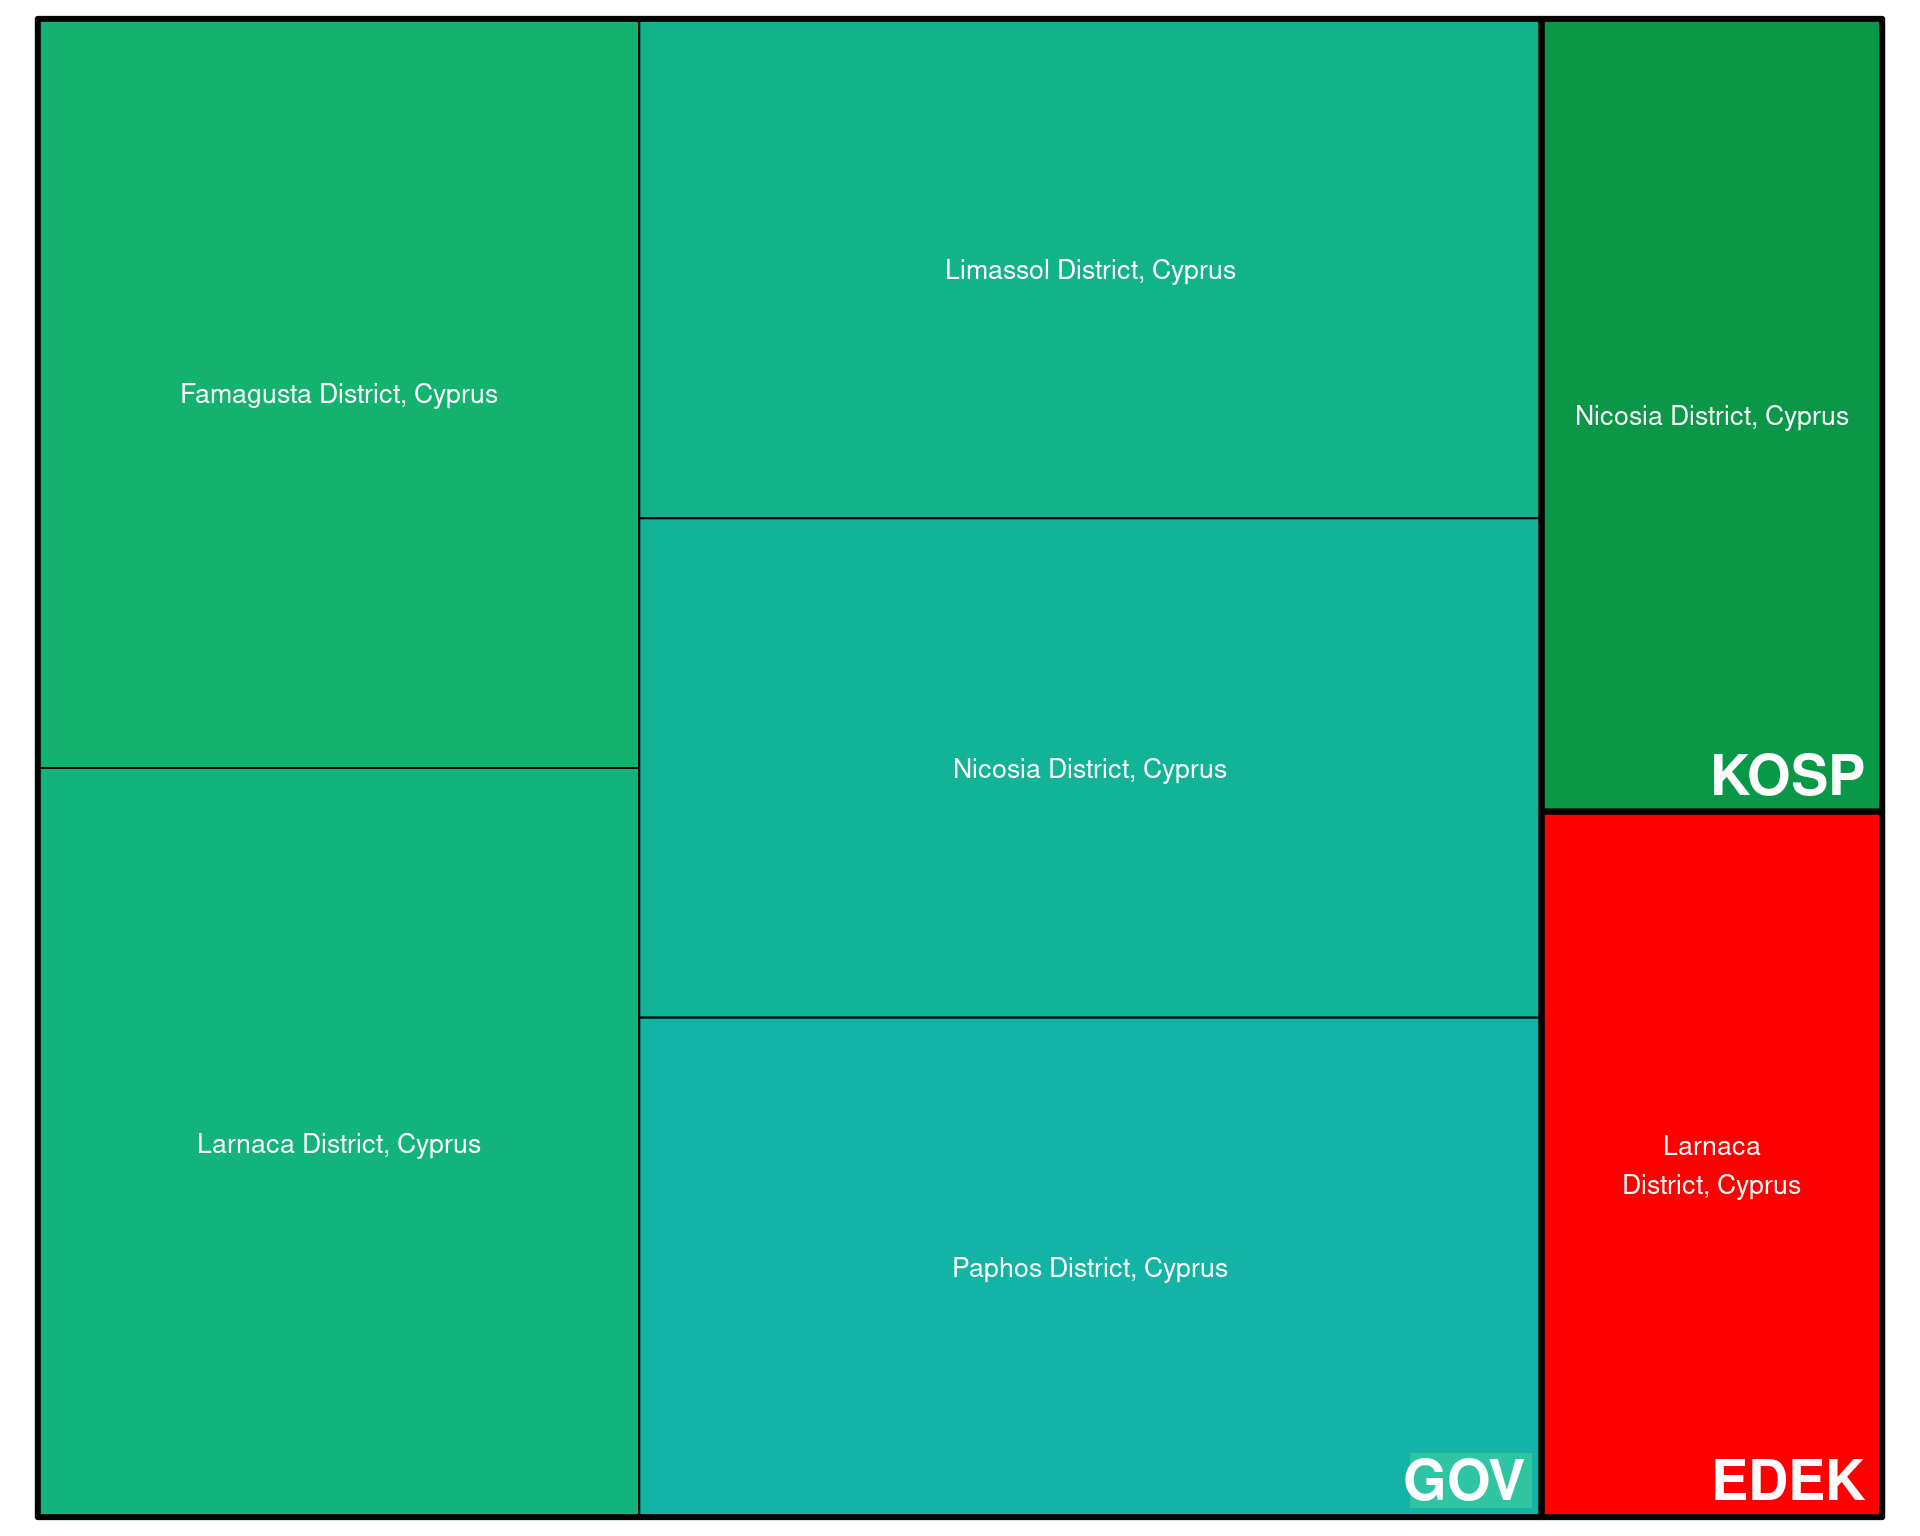 Famagusta District, Cyprus
Larnaca District, Cyprus
Limassol District, Cyprus
Nicosia District, Cyprus
Paphos District, Cyprus
GOV
Nicosia District, Cyprus
KOSP
Larnaca
District, Cyprus
EDEK